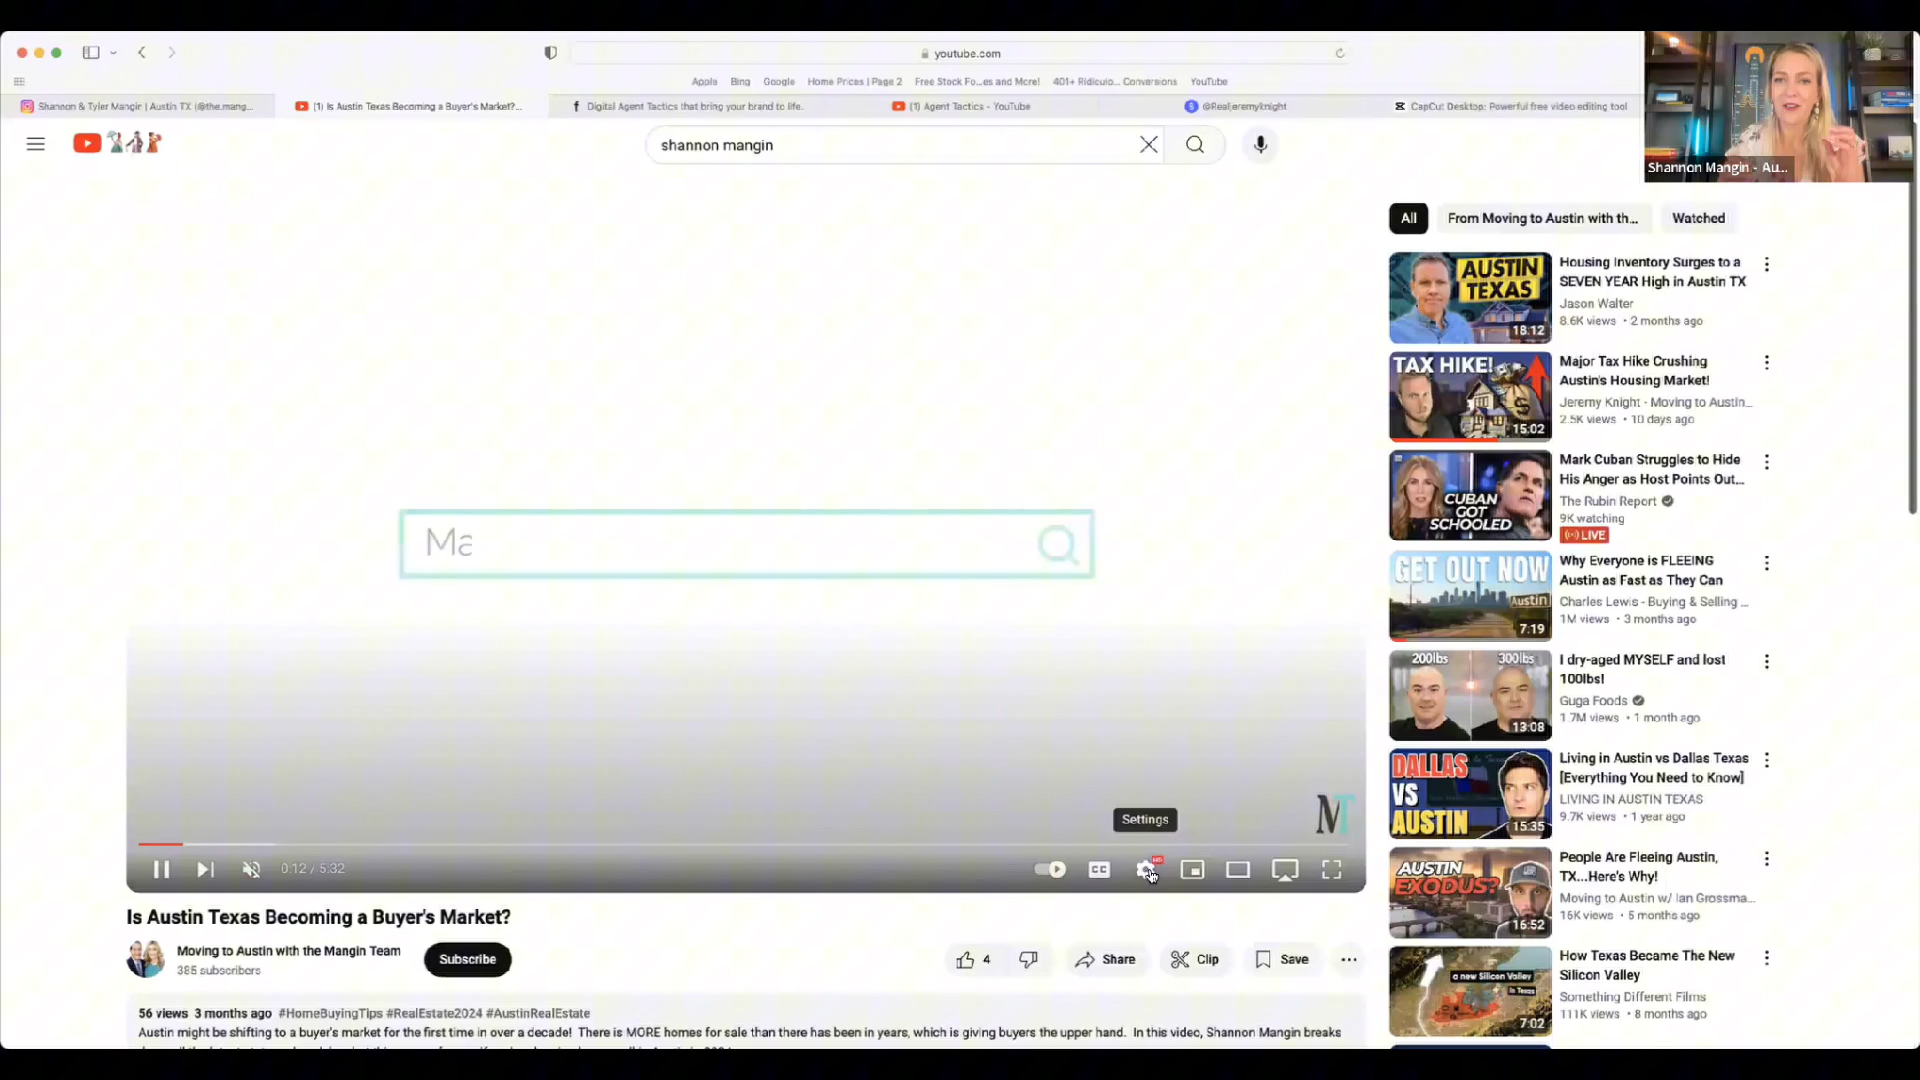 youtube.com
Apple Bing Google Home Prices | Page 2 Free Stock Fo...es and More! 401+ Ridiculo... Conversions YouTube
Shannon & Tyler Mangin | Austin TX (@the.mang...
(1) Is Austin Texas Becoming a Buyer's Market?...
Digital Agent Tactics that bring your brand to life.
(1) Agent Tactics - YouTube
@Realjeremyknight
CapCut Desktop: Powerful free video editing tool
Shannon Mangin - Au...
shannon mangin
All
From Moving to Austin with th...
Watched
AUSTIN
TEXAS
18:12
Housing Inventory Surges to a
SEVEN YEAR High in Austin TX
Jason Walter
8.6K views • 2 months ago
TAX HIKE!
15:02
Major Tax Hike Crushing
Austin's Housing Market!
Jeremy Knight - Moving to Austin...
2.5K views • 10 days ago
CUBAN
GOT
SCHOOLED
Mark Cuban Struggles to Hide
His Anger as Host Points Out...
The Rubin Report
9K watching
LIVE
GET OUT NOW
Austin
7:19
Why Everyone is FLEEING
Austin as Fast as They Can
Charles Lewis - Buying & Selling ...
1M views • 3 months ago
200lbs 300lbs
13:08
I dry-aged MYSELF and lost
100lbs!
Guga Foods
1.7M views • 1 month ago
DALLAS
VS
AUSTIN
15:35
Living in Austin vs Dallas Texas
[Everything You Need to Know]
LIVING IN AUSTIN TEXAS
9.7K views • 1 year ago
AUSTIN
EXODUS?
16:52
People Are Fleeing Austin,
TX...Here's Why!
Moving to Austin w/ Ian Grossma...
16K views • 5 months ago
a new Silicon Valley
in Texas
7:02
How Texas Became The New
Silicon Valley
Something Different Films
111K views • 8 months ago
Ma
MT
Settings
0:12 / 5:32
CC
HD
Is Austin Texas Becoming a Buyer's Market?
Moving to Austin with the Mangin Team
385 subscribers
Subscribe
4
Share
Clip
Save
56 views 3 months ago #HomeBuyingTips #RealEstate2024 #AustinRealEstate
Austin might be shifting to a buyer's market for the first time in over a decade! There is MORE homes for sale than there has been in years, which is giving buyers the upper hand. In this video, Shannon Mangin breaks